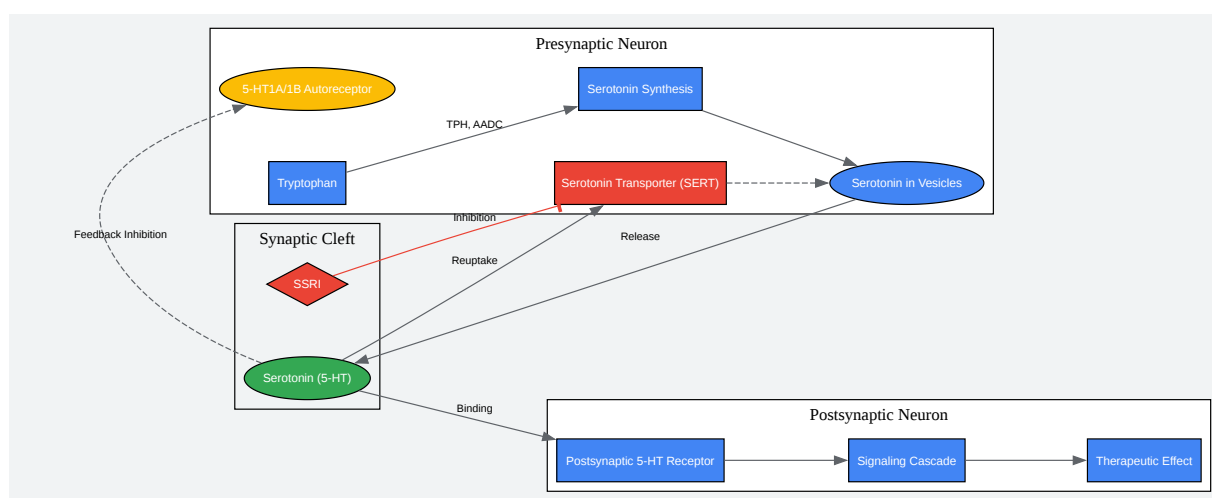 Presynaptic Neuron
5-HT1A/1B Autoreceptor
Serotonin Synthesis
TPH, AADC
Tryptophan
Serotonin Transporter (SERT)
Serotonin in Vesicles
Inhibition
Feedback Inhibition
Synaptic Cleft
Release
Reuptake
SSRI
Serotonin (5-HT)
Binding
Postsynaptic Neuron
Postsynaptic 5-HT Receptor
Signaling Cascade
Therapeutic Effect